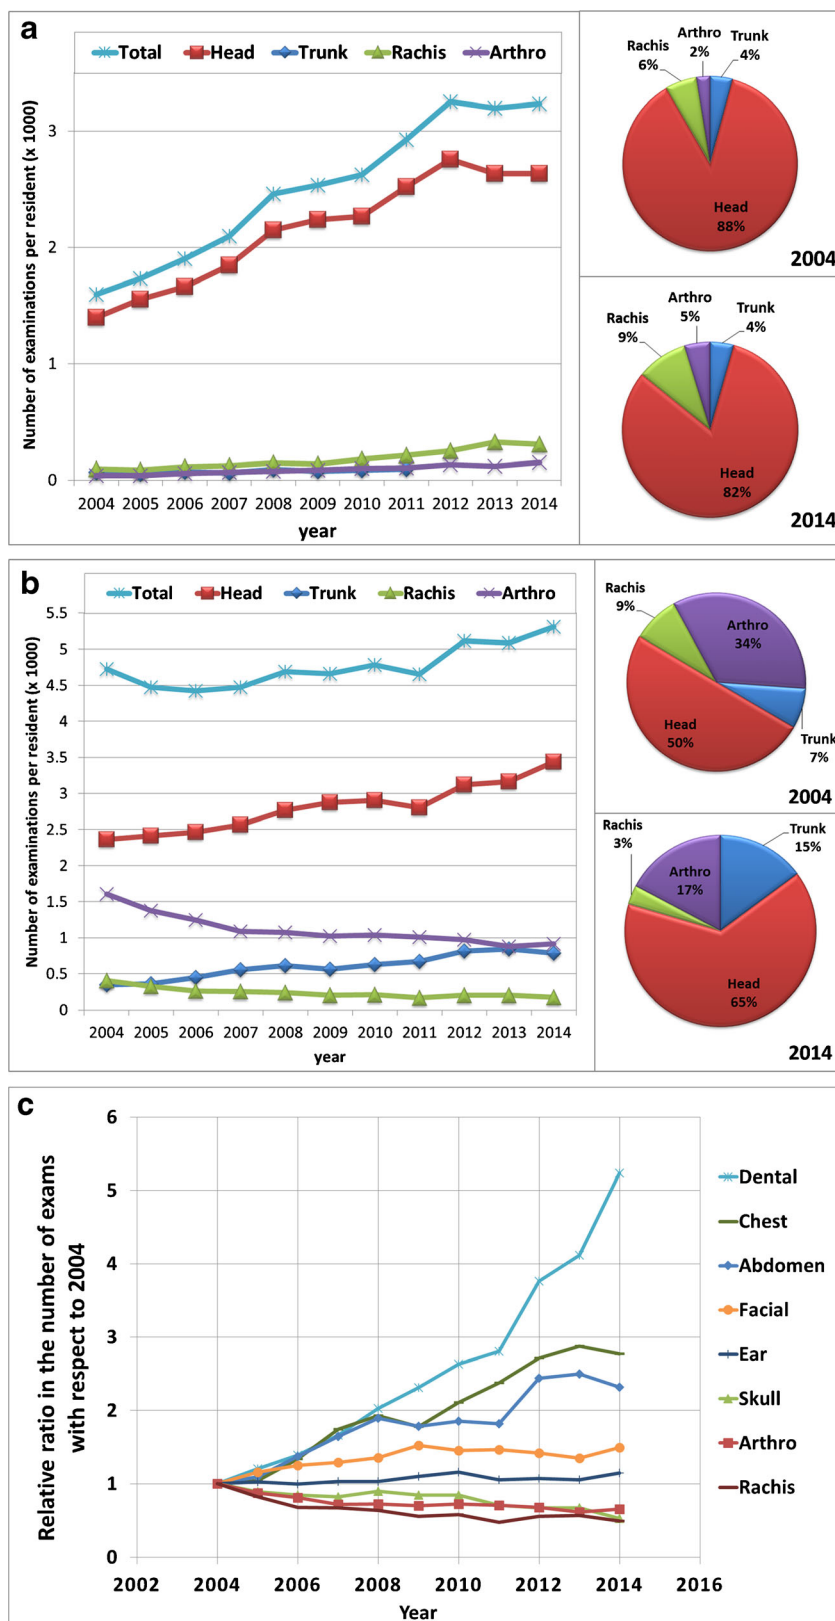 a
Total Head Trunk Rachis Arthro
Number of examinations per resident (x 1000)
3
2
1
0
2004 2005 2006 2007 2008 2009 2010 2011 2012 2013 2014
year
Rachis
6%
Arthro
2%
Trunk
4%
Head
88%
2004
Rachis
9%
Arthro
5%
Trunk
4%
Head
82%
2014
b
Total Head Trunk Rachis Arthro
Number of examinations per resident (x 1000)
5.5
5
4.5
4
3.5
3
2.5
2
1.5
1
0.5
0
2004 2005 2006 2007 2008 2009 2010 2011 2012 2013 2014
year
Rachis
9%
Arthro
34%
Head
50%
Trunk
7%
2004
Rachis
3%
Arthro
17%
Trunk
15%
Head
65%
2014
c
Relative ratio in the number of exams
with respect to 2004
6
5
4
3
2
1
0
2002 2004 2006 2008 2010 2012 2014 2016
Year
Dental
Chest
Abdomen
Facial
Ear
Skull
Arthro
Rachis